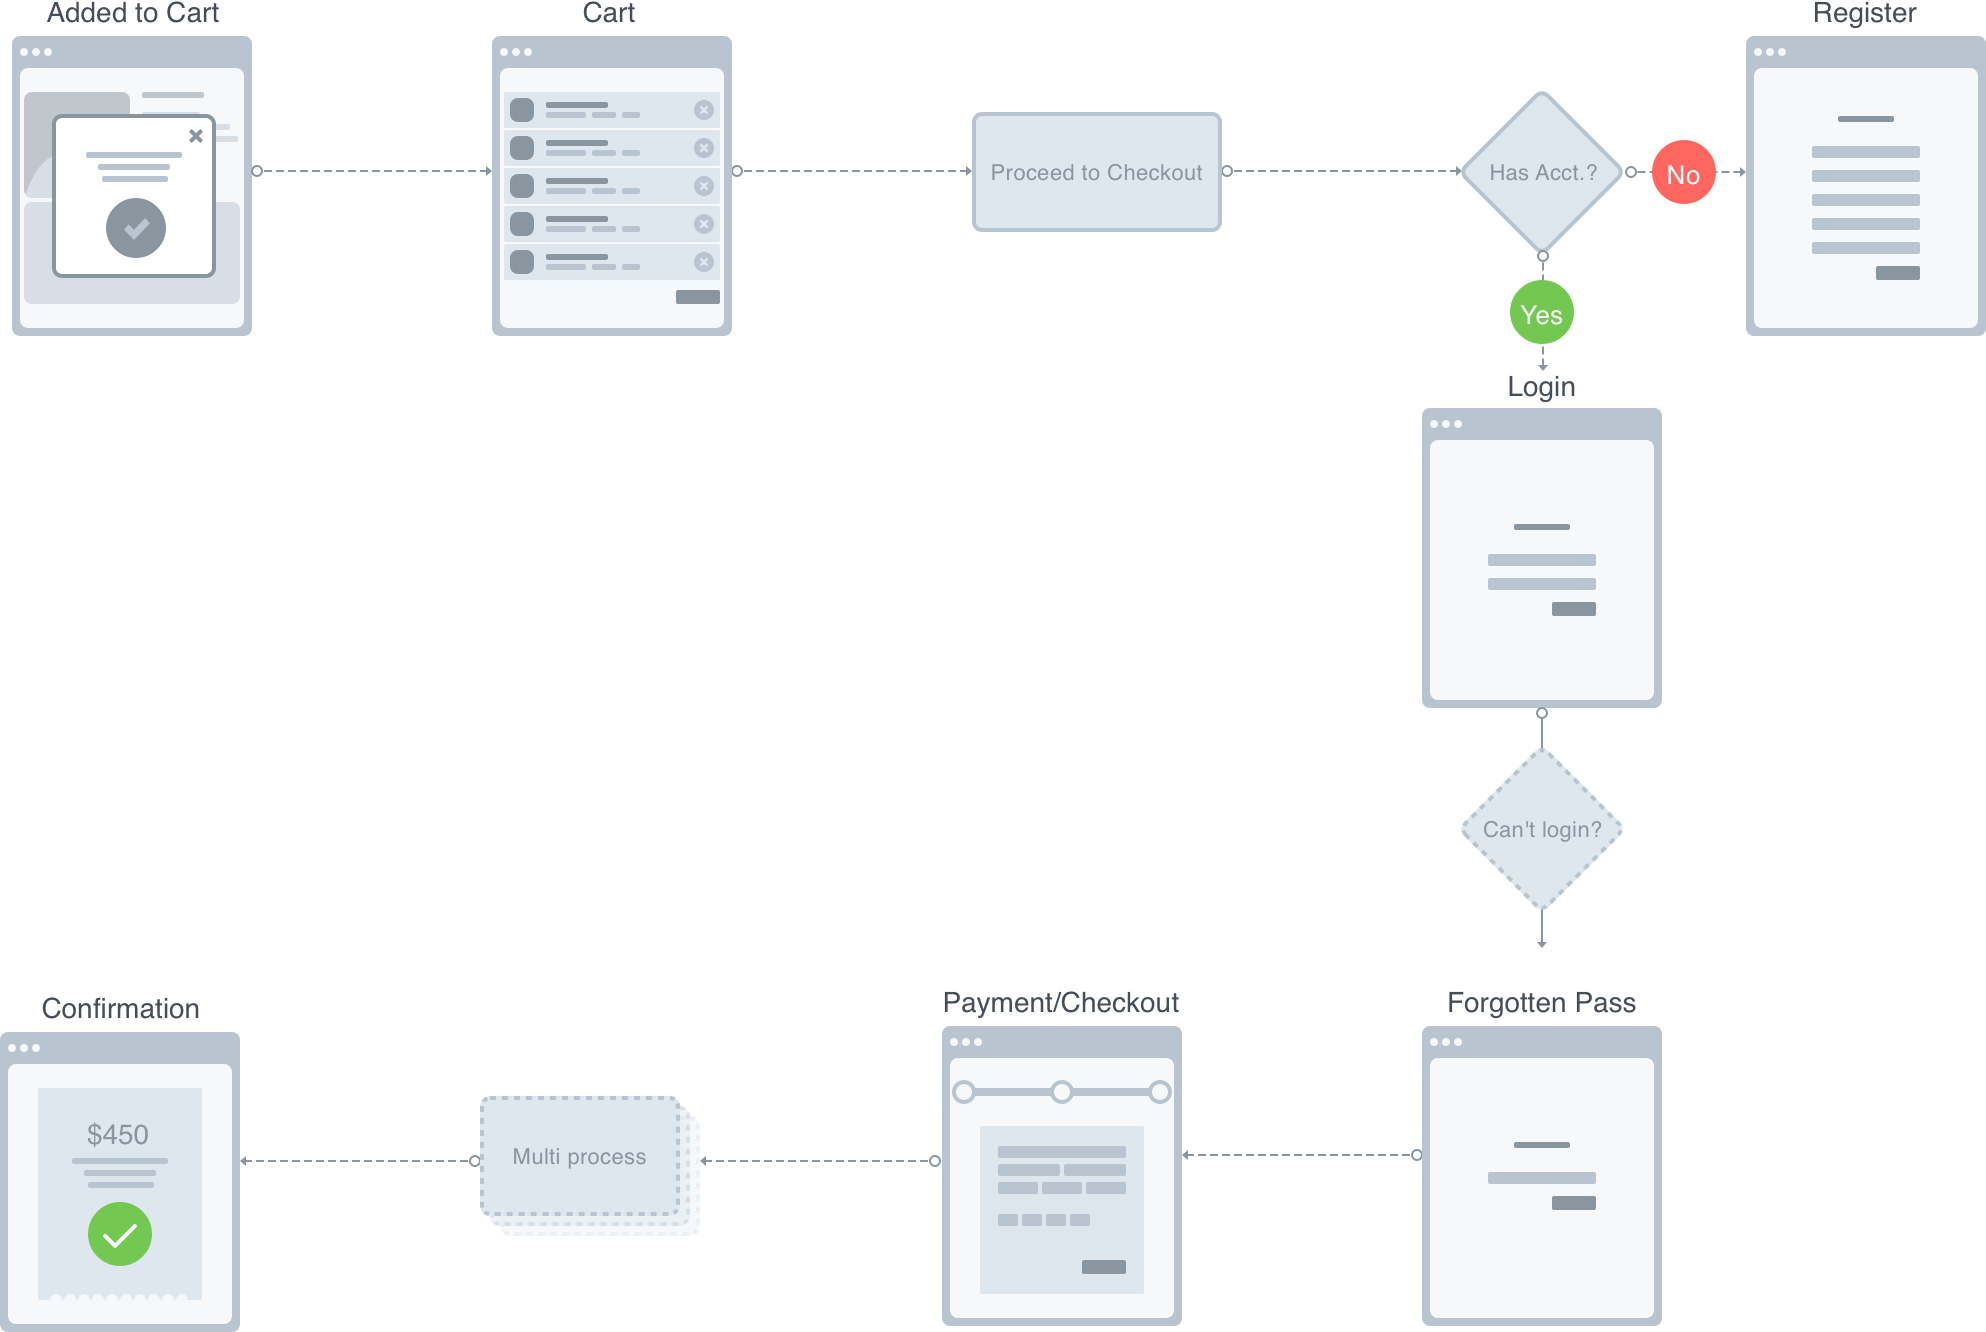 Added to Cart
Cart
Register
Proceed to Checkout
Has Acct.?
No
Yes
Login
Can't login?
Confirmation
Payment/Checkout
Forgotten Pass
$450
Multi process